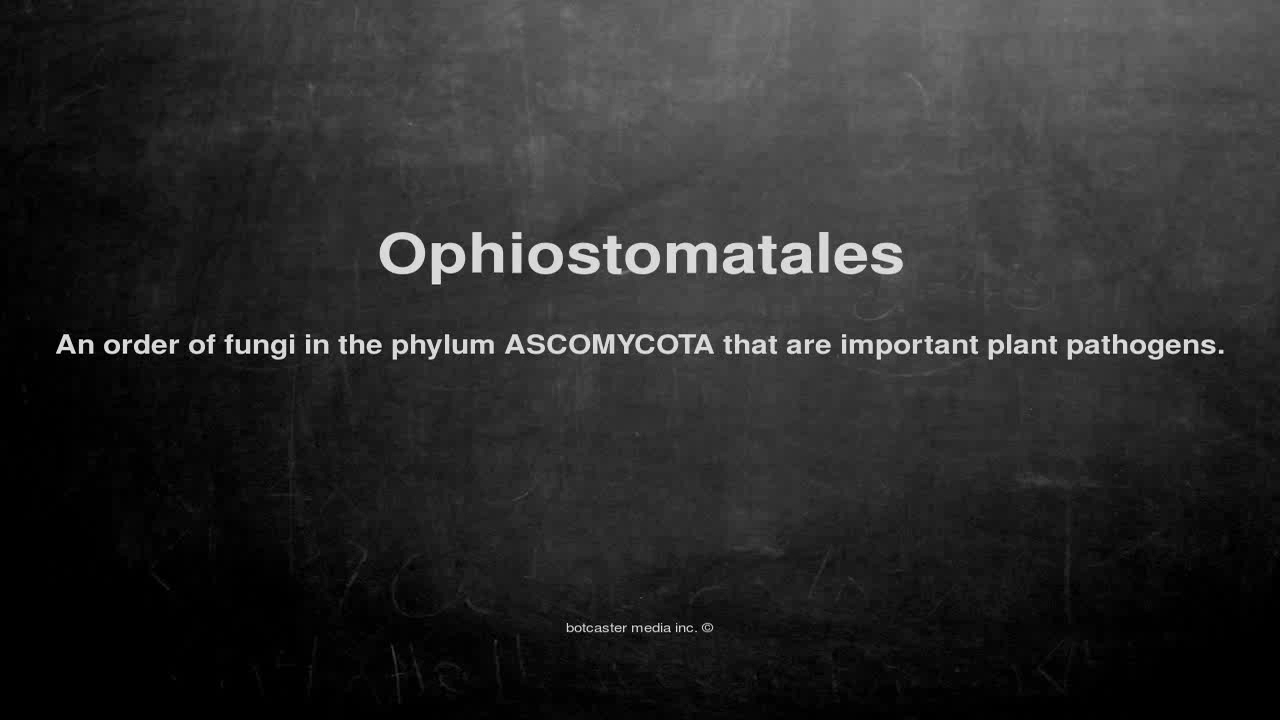 Ophiostomatales
An order of fungi in the phylum ASCOMYCOTA that are important plant pathogens.
botcaster media inc. ©